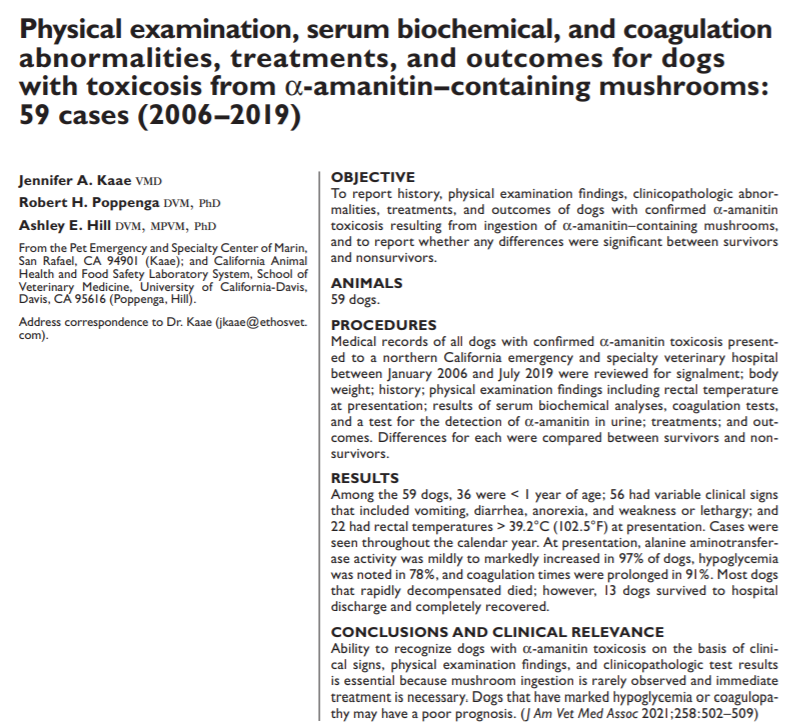 Physical examination, serum biochemical, and coagulation
abnormalities, treatments, and outcomes for dogs
with toxicosis from α-amanitin–containing mushrooms:
59 cases (2006–2019)
Jennifer A. Kaae VMD
Robert H. Poppenga DVM, PhD
Ashley E. Hill DVM, MPVM, PhD
From the Pet Emergency and Specialty Center of Marin,
San Rafael, CA 94901 (Kaae); and California Animal
Health and Food Safety Laboratory System, School of
Veterinary Medicine, University of California-Davis,
Davis, CA 95616 (Poppenga, Hill).
Address correspondence to Dr. Kaae (jkaae@ethosvet.
com).
OBJECTIVE
To report history, physical examination findings, clinicopathologic abnor-
malities, treatments, and outcomes of dogs with confirmed α-amanitin
toxicosis resulting from ingestion of α-amanitin–containing mushrooms,
and to report whether any differences were significant between survivors
and nonsurvivors.
ANIMALS
59 dogs.
PROCEDURES
Medical records of all dogs with confirmed α-amanitin toxicosis present-
ed to a northern California emergency and specialty veterinary hospital
between January 2006 and July 2019 were reviewed for signalment; body
weight; history; physical examination findings including rectal temperature
at presentation; results of serum biochemical analyses, coagulation tests,
and a test for the detection of α-amanitin in urine; treatments; and out-
comes. Differences for each were compared between survivors and non-
survivors.
RESULTS
Among the 59 dogs, 36 were < 1 year of age; 56 had variable clinical signs
that included vomiting, diarrhea, anorexia, and weakness or lethargy; and
22 had rectal temperatures > 39.2°C (102.5°F) at presentation. Cases were
seen throughout the calendar year. At presentation, alanine aminotransfer-
ase activity was mildly to markedly increased in 97% of dogs, hypoglycemia
was noted in 78%, and coagulation times were prolonged in 91%. Most dogs
that rapidly decompensated died; however, 13 dogs survived to hospital
discharge and completely recovered.
CONCLUSIONS AND CLINICAL RELEVANCE
Ability to recognize dogs with α-amanitin toxicosis on the basis of clini-
cal signs, physical examination findings, and clinicopathologic test results
is essential because mushroom ingestion is rarely observed and immediate
treatment is necessary. Dogs that have marked hypoglycemia or coagulopa-
thy may have a poor prognosis. (J Am Vet Med Assoc 2021;258:502–509)